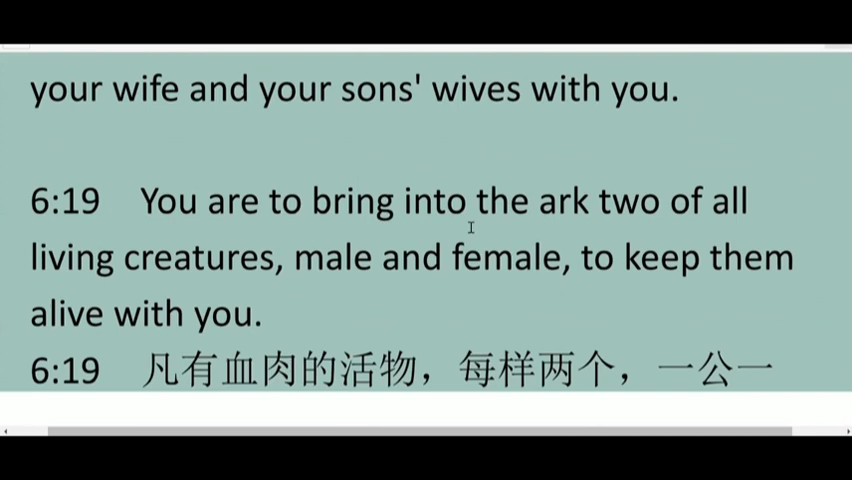 your wife and your sons' wives with you.
6:19 You are to bring into the ark two of all
living creatures, male and female, to keep them
alive with you.
6:19 凡有血肉的活物，每样两个，一公一